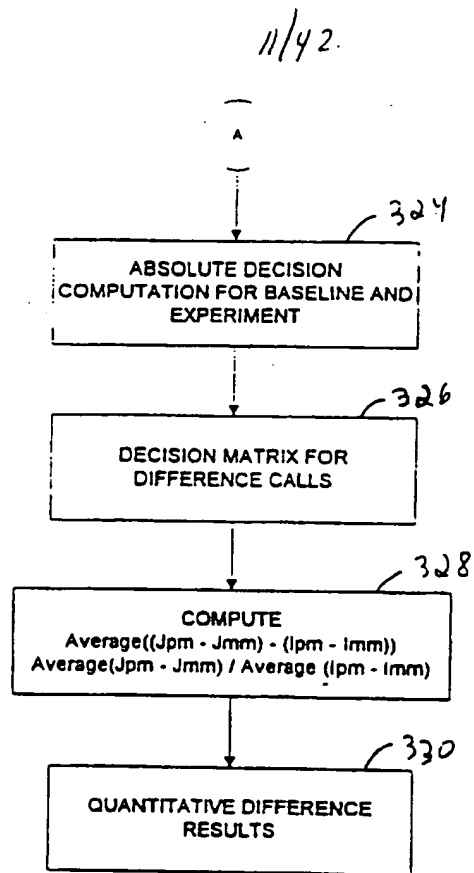 11/42.
A
324
ABSOLUTE DECISION
COMPUTATION FOR BASELINE AND
EXPERIMENT
326
DECISION MATRIX FOR
DIFFERENCE CALLS
328
COMPUTE
Average((Jpm - Jmm) - (Ipm - Imm))
Average(Jpm - Jmm) / Average (Ipm - Imm)
330
QUANTITATIVE DIFFERENCE
RESULTS